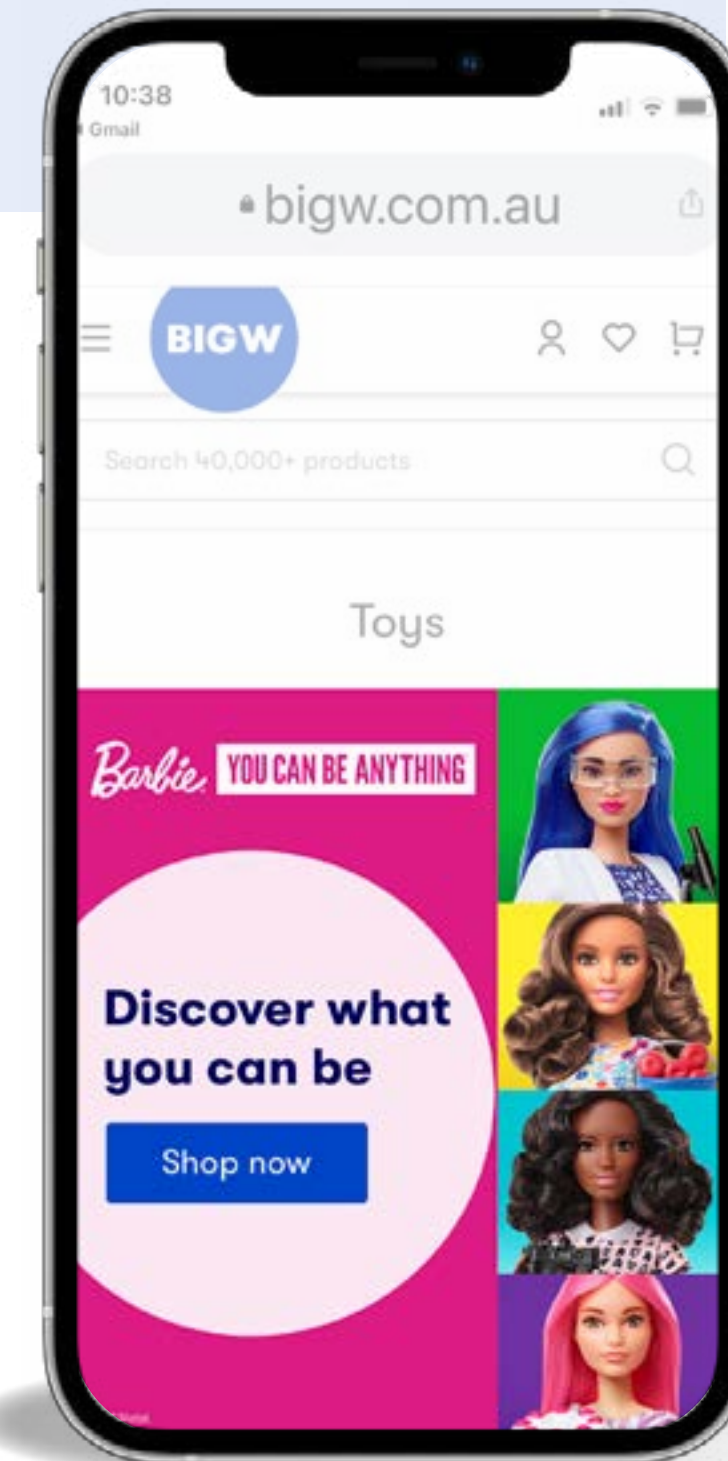 10:38
Gmail
bigw.com.au
BIGW
Search 40,000+ products
Toys
Barbie YOU CAN BE ANYTHING
Discover what
you can be
Shop now